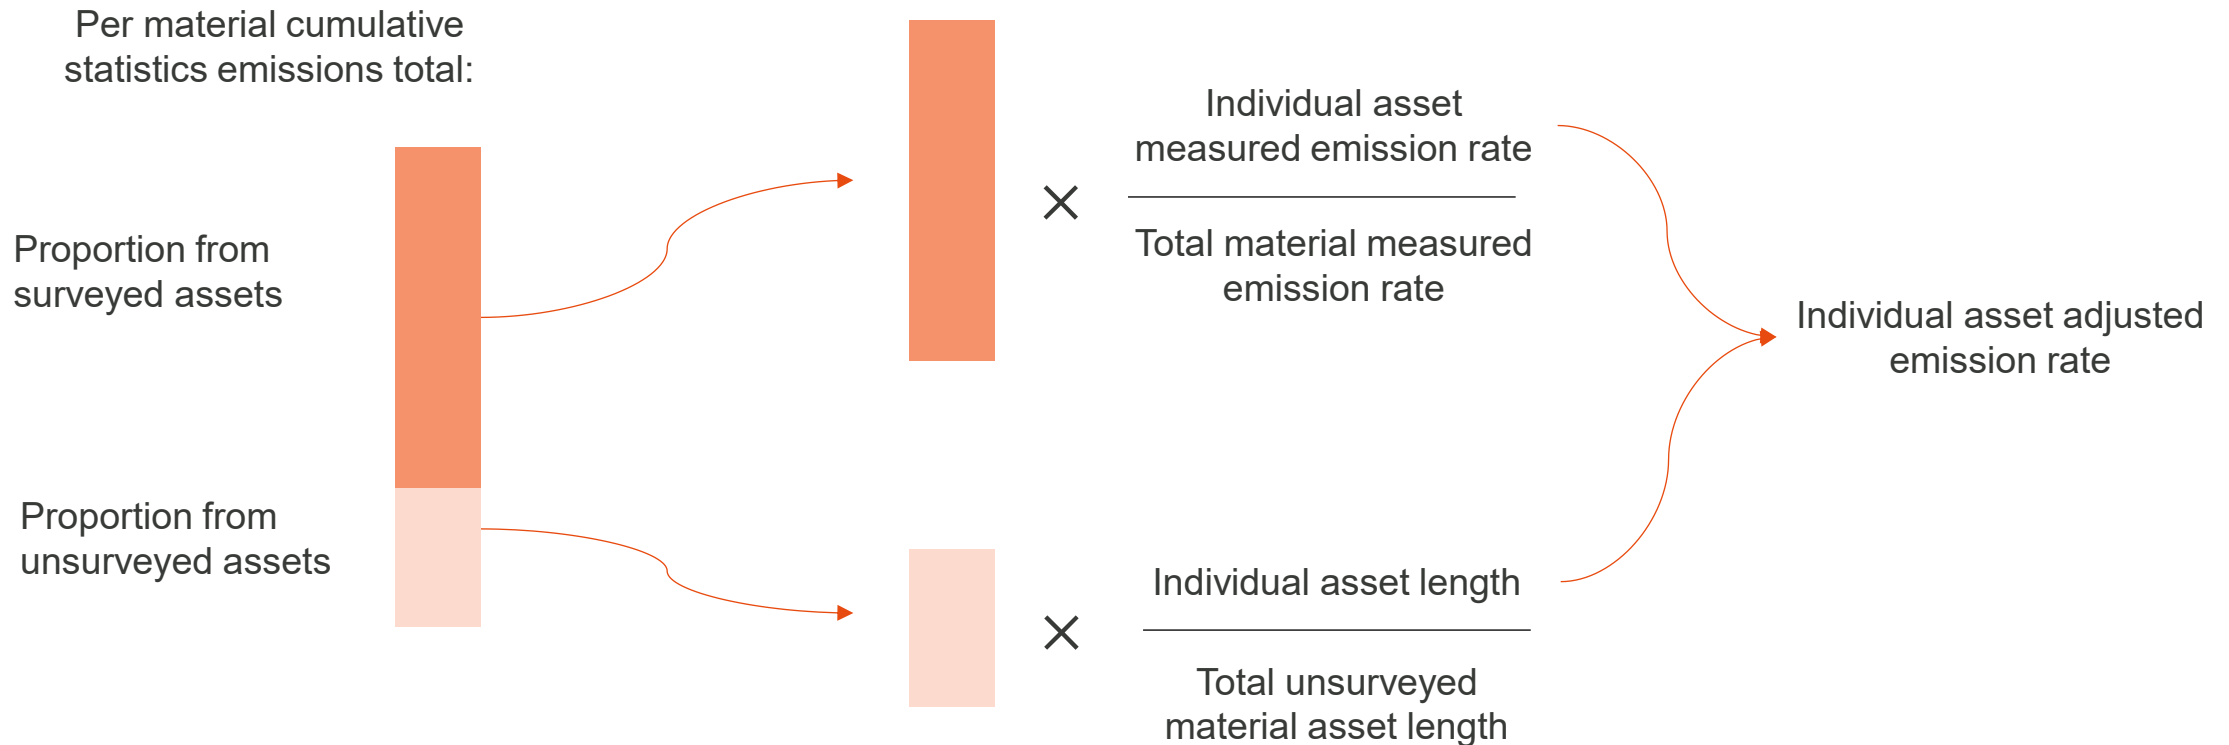 Per material cumulative
statistics emissions total:
Proportion from
surveyed assets
Individual asset
measured emission rate
×
Total material measured
emission rate
Individual asset adjusted
emission rate
Proportion from
unsurveyed assets
Individual asset length
×
Total unsurveyed
material asset length